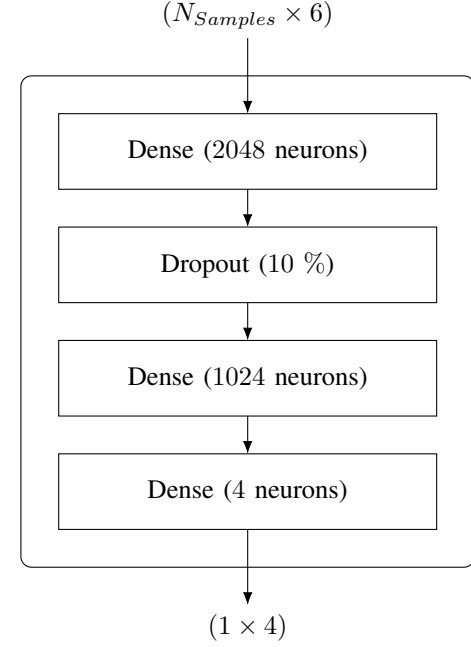 (N_{Samples} × 6)
Dense (2048 neurons)
Dropout (10 %)
Dense (1024 neurons)
Dense (4 neurons)
(1 × 4)